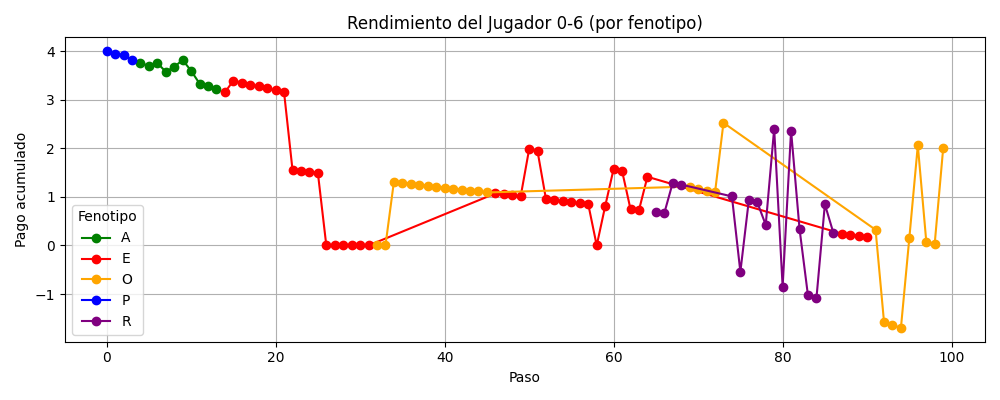 Rendimiento del Jugador 0-6 (por fenotipo)
Pago acumulado
4
3
2
1
0
−1
Fenotipo
A
E
O
P
R
0
20
40
60
80
100
Paso